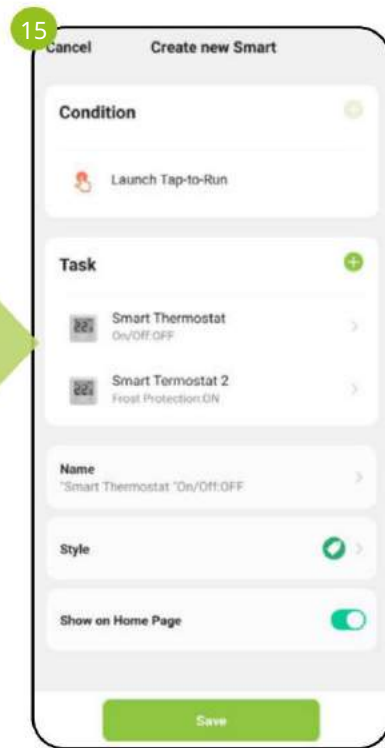 15
Cancel Create new Smart
Condition
Launch Tap-to-Run
Task
Smart Thermostat
On/Off:OFF
Smart Termostat 2
Frost Protection:ON
Name
"Smart Thermostat "On/Off:OFF
Style
Show on Home Page
Save